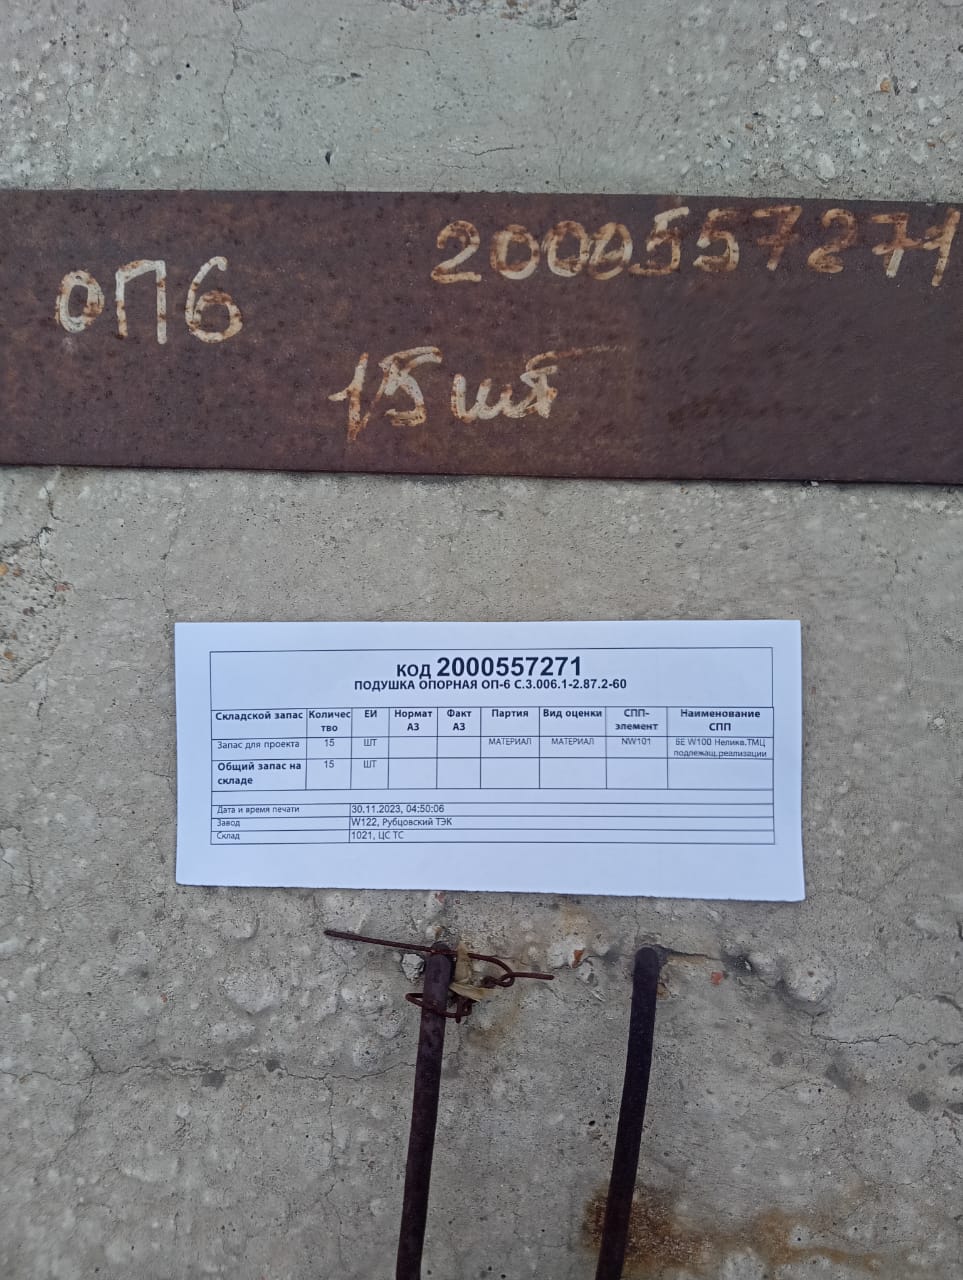 2000557271
ОП6
15 шт
КОД 2000557271
ПОДУШКА ОПОРНАЯ ОП-6 С.3.006.1-2.87.2-60
Складской запас Количес тво ЕИ Нормат АЗ Факт АЗ Партия Вид оценки СПП-элемент Наименование СПП
Запас для проекта 15 ШТ МАТЕРИАЛ МАТЕРИАЛ NW101 БЕ W100 Неликв.ТМЦ подлежащ.реализации
Общий запас на складе 15 ШТ
Дата и время печати 30.11.2023, 04:50:06
Завод W122, Рубцовский ТЭК
Склад 1021, ЦС ТС